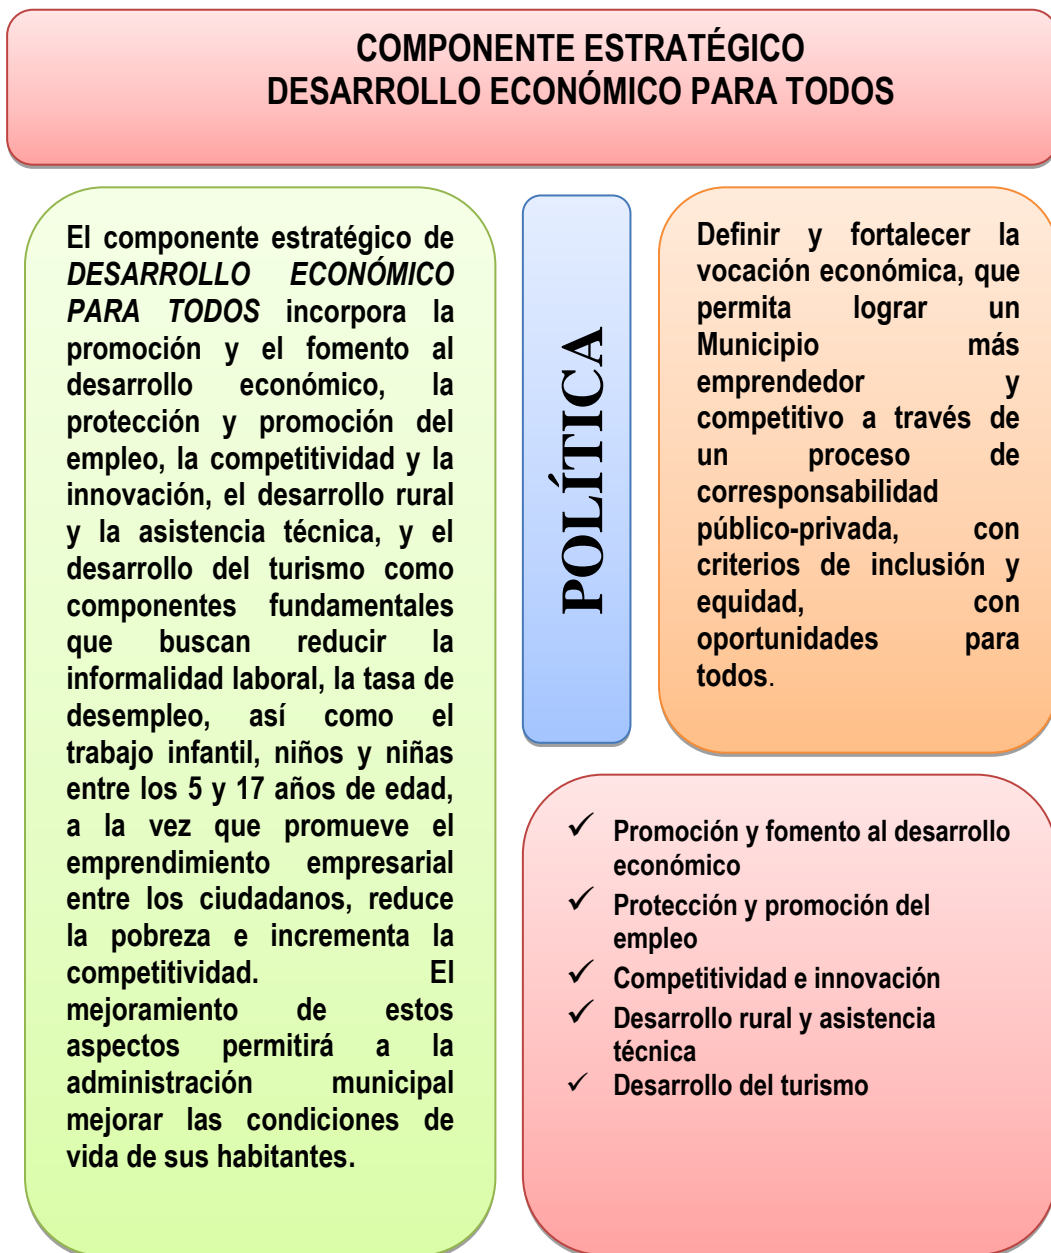 COMPONENTE ESTRATÉGICO
DESARROLLO ECONÓMICO PARA TODOS
El componente estratégico de
DESARROLLO ECONÓMICO
PARA TODOS incorpora la
promoción y el fomento al
desarrollo económico, la
protección y promoción del
empleo, la competitividad y la
innovación, el desarrollo rural
y la asistencia técnica, y el
desarrollo del turismo como
componentes fundamentales
que buscan reducir la
informalidad laboral, la tasa de
desempleo, así como el
trabajo infantil, niños y niñas
entre los 5 y 17 años de edad,
a la vez que promueve el
emprendimiento empresarial
entre los ciudadanos, reduce
la pobreza e incrementa la
competitividad. El
mejoramiento de estos
aspectos permitirá a la
administración municipal
mejorar las condiciones de
vida de sus habitantes.
POLÍTICA
Definir y fortalecer la
vocación económica, que
permita lograr un
Municipio más
emprendedor y
competitivo a través de
un proceso de
corresponsabilidad
público-privada, con
criterios de inclusión y
equidad, con
oportunidades para
todos.
✓ Promoción y fomento al desarrollo
económico
✓ Protección y promoción del
empleo
✓ Competitividad e innovación
✓ Desarrollo rural y asistencia
técnica
✓ Desarrollo del turismo